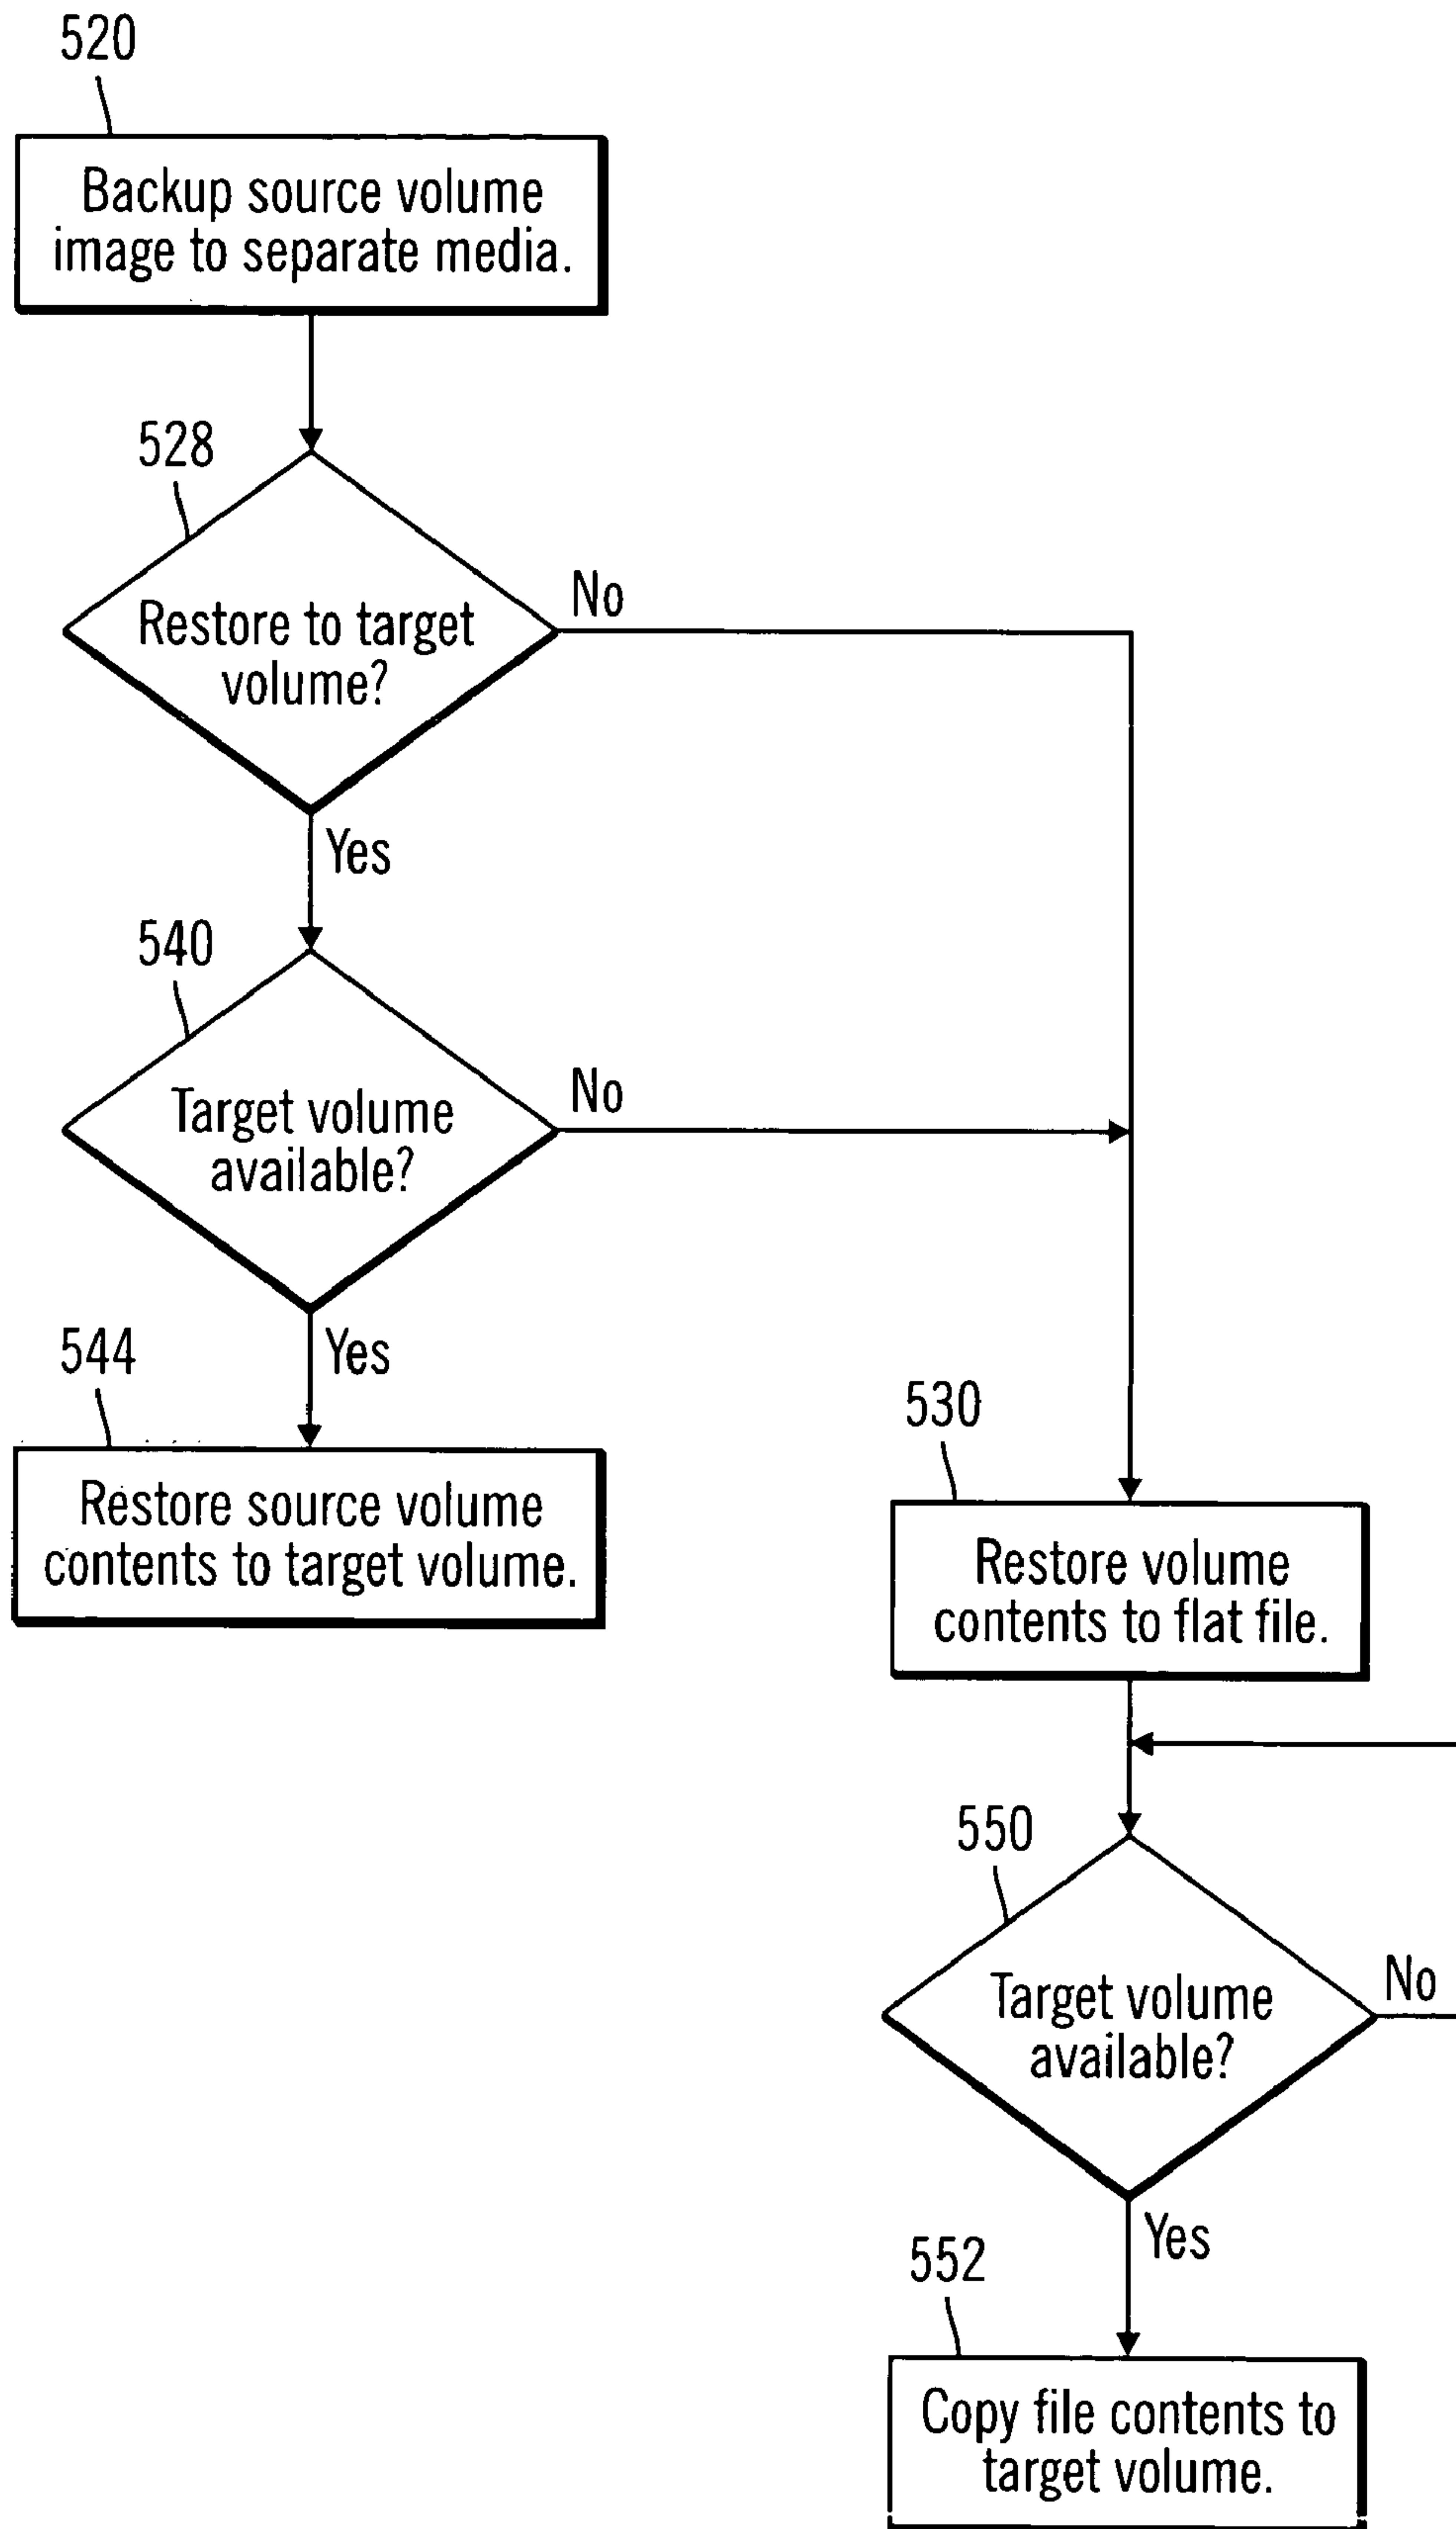 520
Backup source volume
image to separate media.
528
Restore to target
volume?
No
Yes
540
Target volume
available?
No
Yes
544
Restore source volume
contents to target volume.
530
Restore volume
contents to flat file.
550
Target volume
available?
No
Yes
552
Copy file contents to
target volume.